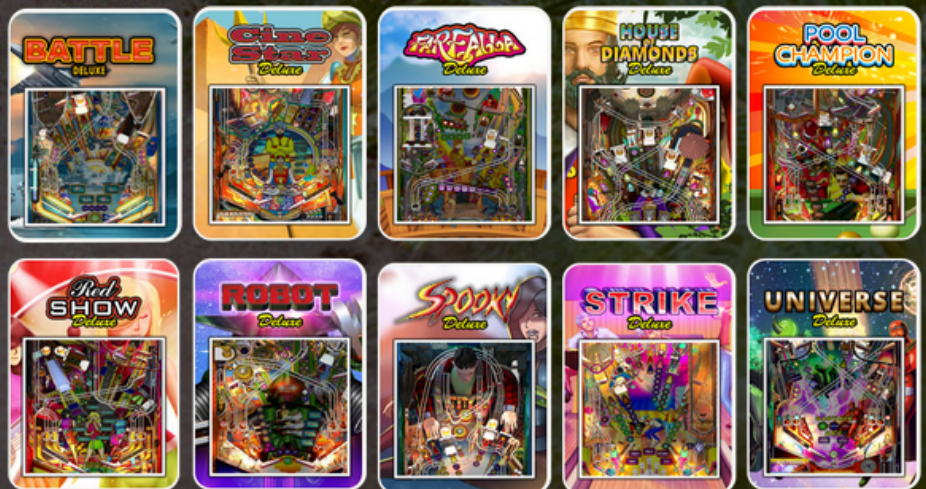 BATTLE
DELUXE
Cine
Star
Deluxe
FARFALLA
Deluxe
HOUSE
OF
DIAMONDS
Deluxe
POOL
CHAMPION
Deluxe
Red
SHOW
Deluxe
ROBOT
Deluxe
SPOOKY
Deluxe
STRIKE
Deluxe
UNIVERSE
Deluxe